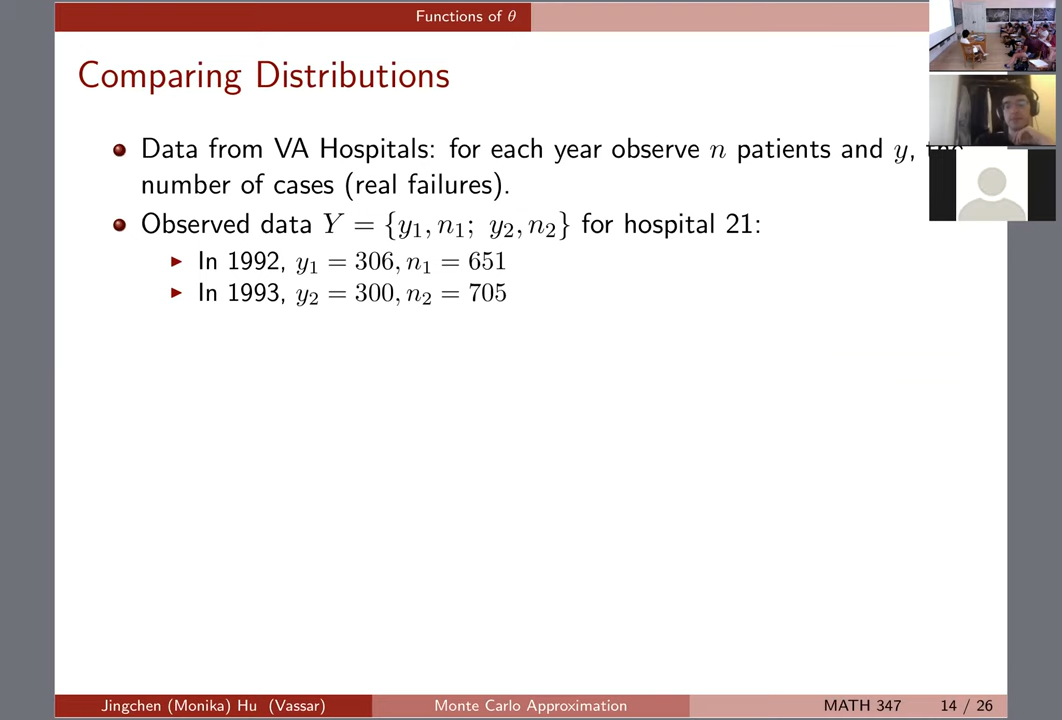 Functions of θ
Comparing Distributions
Data from VA Hospitals: for each year observe n patients and y, the
number of cases (real failures).
Observed data Y = {y₁, n₁; y₂, n₂} for hospital 21:
In 1992, y₁ = 306, n₁ = 651
In 1993, y₂ = 300, n₂ = 705
Jingchen (Monika) Hu (Vassar) Monte Carlo Approximation MATH 347 14 / 26